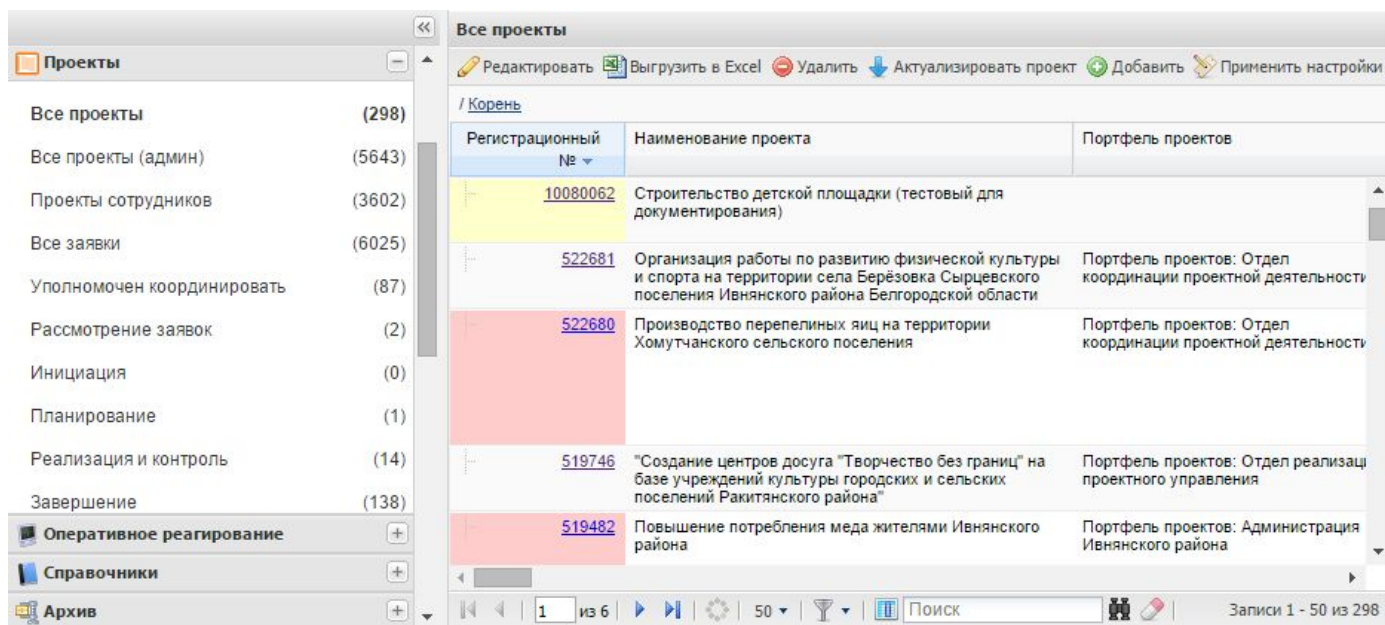 Проекты
Все проекты (298)
Все проекты (админ) (5643)
Проекты сотрудников (3602)
Все заявки (6025)
Уполномочен координировать (87)
Рассмотрение заявок (2)
Инициация (0)
Планирование (1)
Реализация и контроль (14)
Завершение (138)
Оперативное реагирование
Справочники
Архив
Все проекты
Редактировать Выгрузить в Excel Удалить Актуализировать проект Добавить Применить настройки
/ Корень
Регистрационный Наименование проекта Портфель проектов
№
10080062 Строительство детской площадки (тестовый для
документирования)
522681 Организация работы по развитию физической культуры Портфель проектов: Отдел
и спорта на территории села Берёзовка Сырцевского координации проектной деятельности
поселения Ивнянского района Белгородской области
522680 Производство перепелиных яиц на территории Портфель проектов: Отдел
Хомутчанского сельского поселения координации проектной деятельности
519746 "Создание центров досуга "Творчество без границ" на Портфель проектов: Отдел реализаци
базе учреждений культуры городских и сельских проектного управления
поселений Ракитянского района"
519482 Повышение потребления меда жителями Ивнянского Портфель проектов: Администрация
района Ивнянского района
1 из 6 50 Поиск Записи 1 - 50 из 298